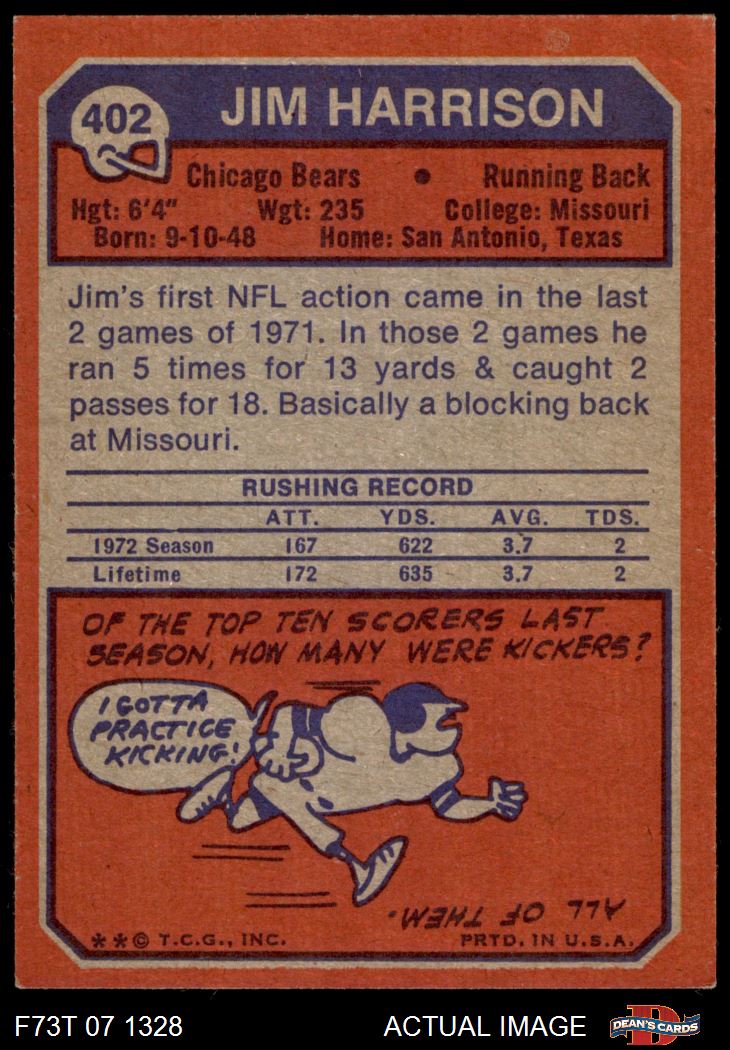 402
JIM HARRISON
Chicago Bears • Running Back
Hgt: 6'4" Wgt: 235 College: Missouri
Born: 9-10-48 Home: San Antonio, Texas
Jim's first NFL action came in the last
2 games of 1971. In those 2 games he
ran 5 times for 13 yards & caught 2
passes for 18. Basically a blocking back
at Missouri.
RUSHING RECORD
ATT. YDS. AVG. TDS.
1972 Season 167 622 3.7 2
Lifetime 172 635 3.7 2
OF THE TOP TEN SCORERS LAST
SEASON, HOW MANY WERE KICKERS?
I GOTTA
PRACTICE
KICKING!
ALL OF THEM.
**© T.C.G., INC. PRTD. IN U.S.A.
F73T 07 1328 ACTUAL IMAGE
D
DEAN'S CARDS